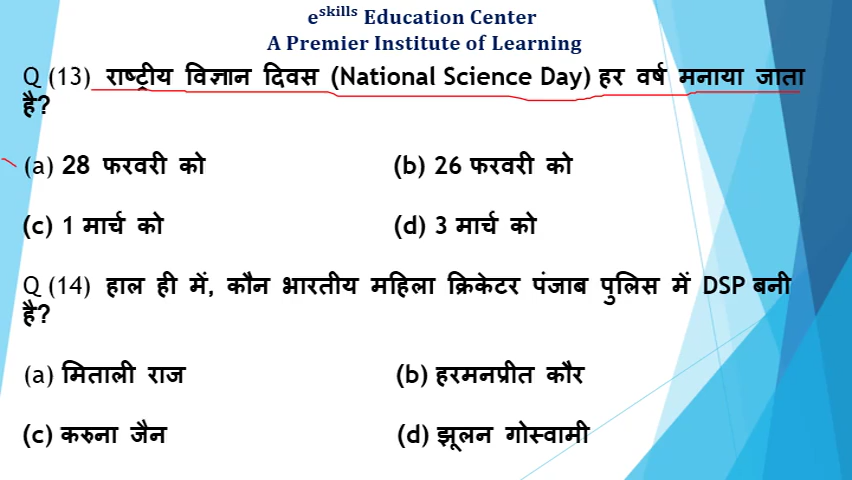 eskills Education Center
A Premier Institute of Learning
Q (13) राष्ट्रीय विज्ञान दिवस (National Science Day) हर वर्ष मनाया जाता
है?
(a) 28 फरवरी को (b) 26 फरवरी को
(c) 1 मार्च को (d) 3 मार्च को
Q (14) हाल ही में, कौन भारतीय महिला क्रिकेटर पंजाब पुलिस में DSP बनी
है?
(a) मिताली राज (b) हरमनप्रीत कौर
(c) करुना जैन (d) झूलन गोस्वामी